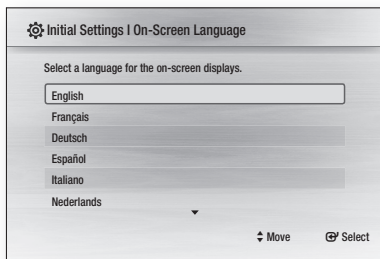 Initial Settings I On-Screen Language
Select a language for the on-screen displays.
English
Français
Deutsch
Español
Italiano
Nederlands
Move Select